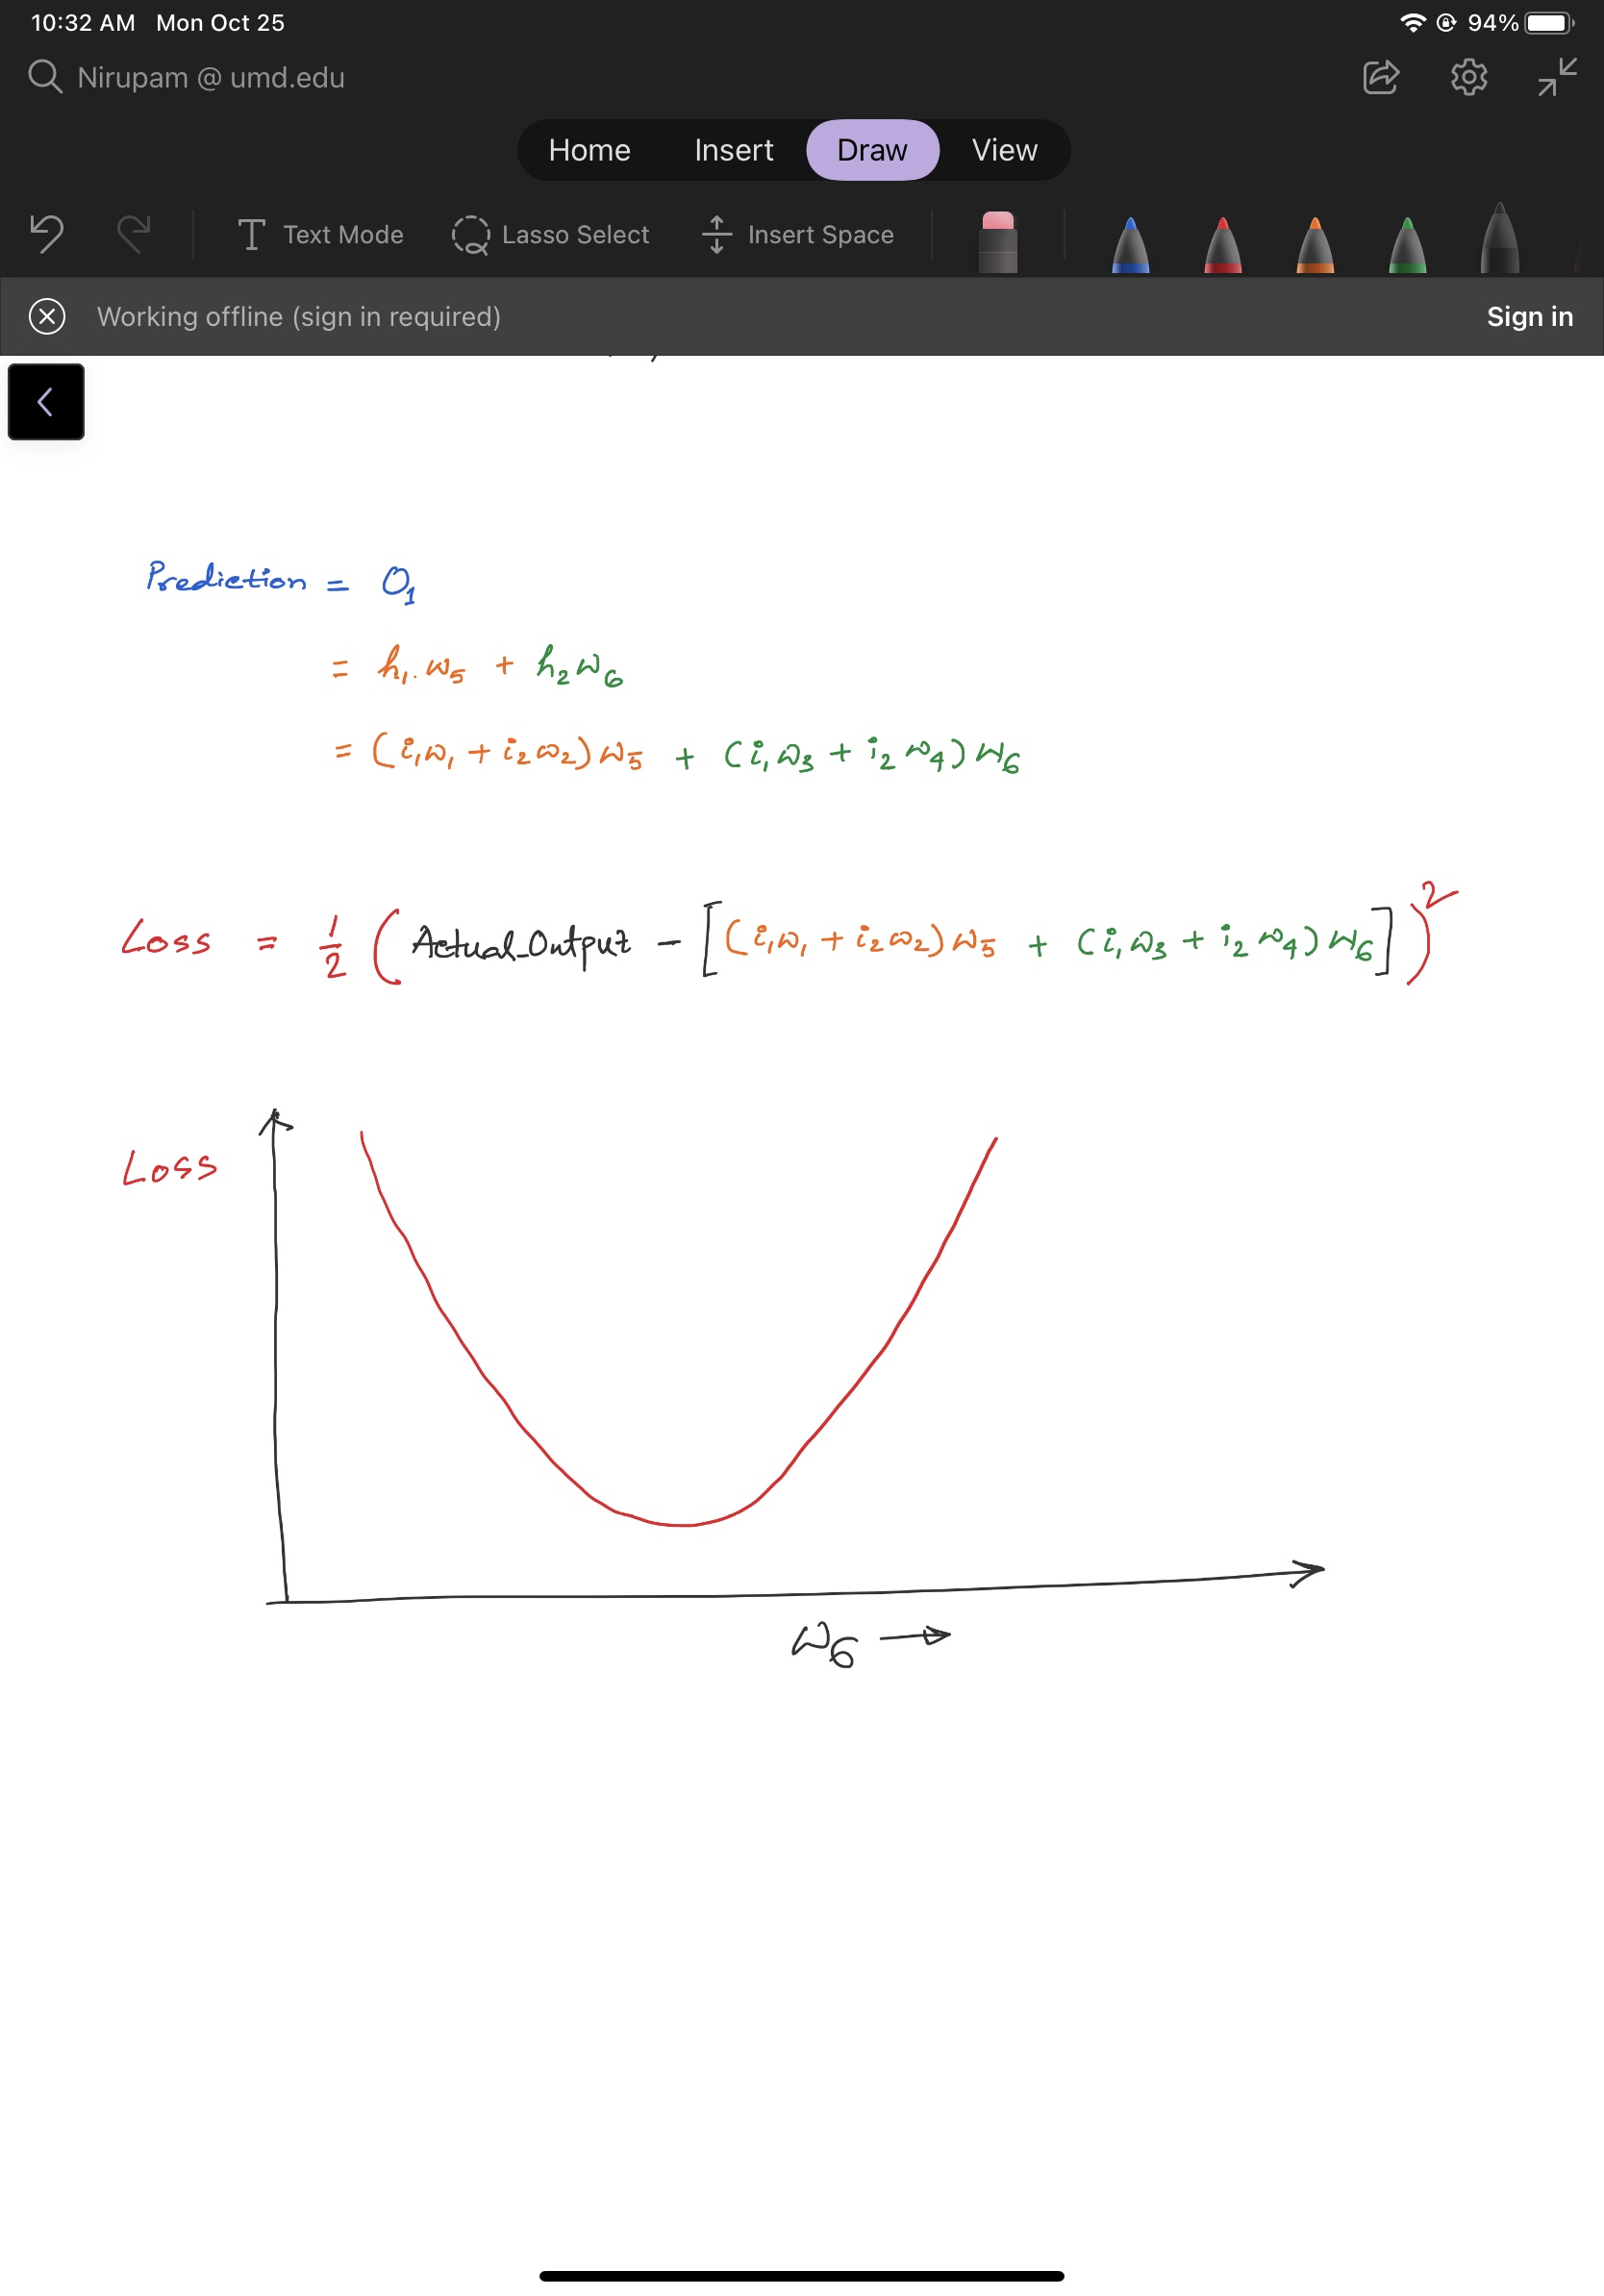 10:32 AM Mon Oct 25 94%
Nirupam @ umd.edu
Home Insert Draw View
Text Mode Lasso Select Insert Space
Working offline (sign in required) Sign in
Prediction = O₁
= h₁.w₅ + h₂w₆
= (i₁w₁ + i₂w₂)w₅ + (i₁w₃ + i₂w₄)w₆
Loss = 1/2 (Actual_Output - [(i₁w₁ + i₂w₂)w₅ + (i₁w₃ + i₂w₄)w₆])²
Loss
w₆ →